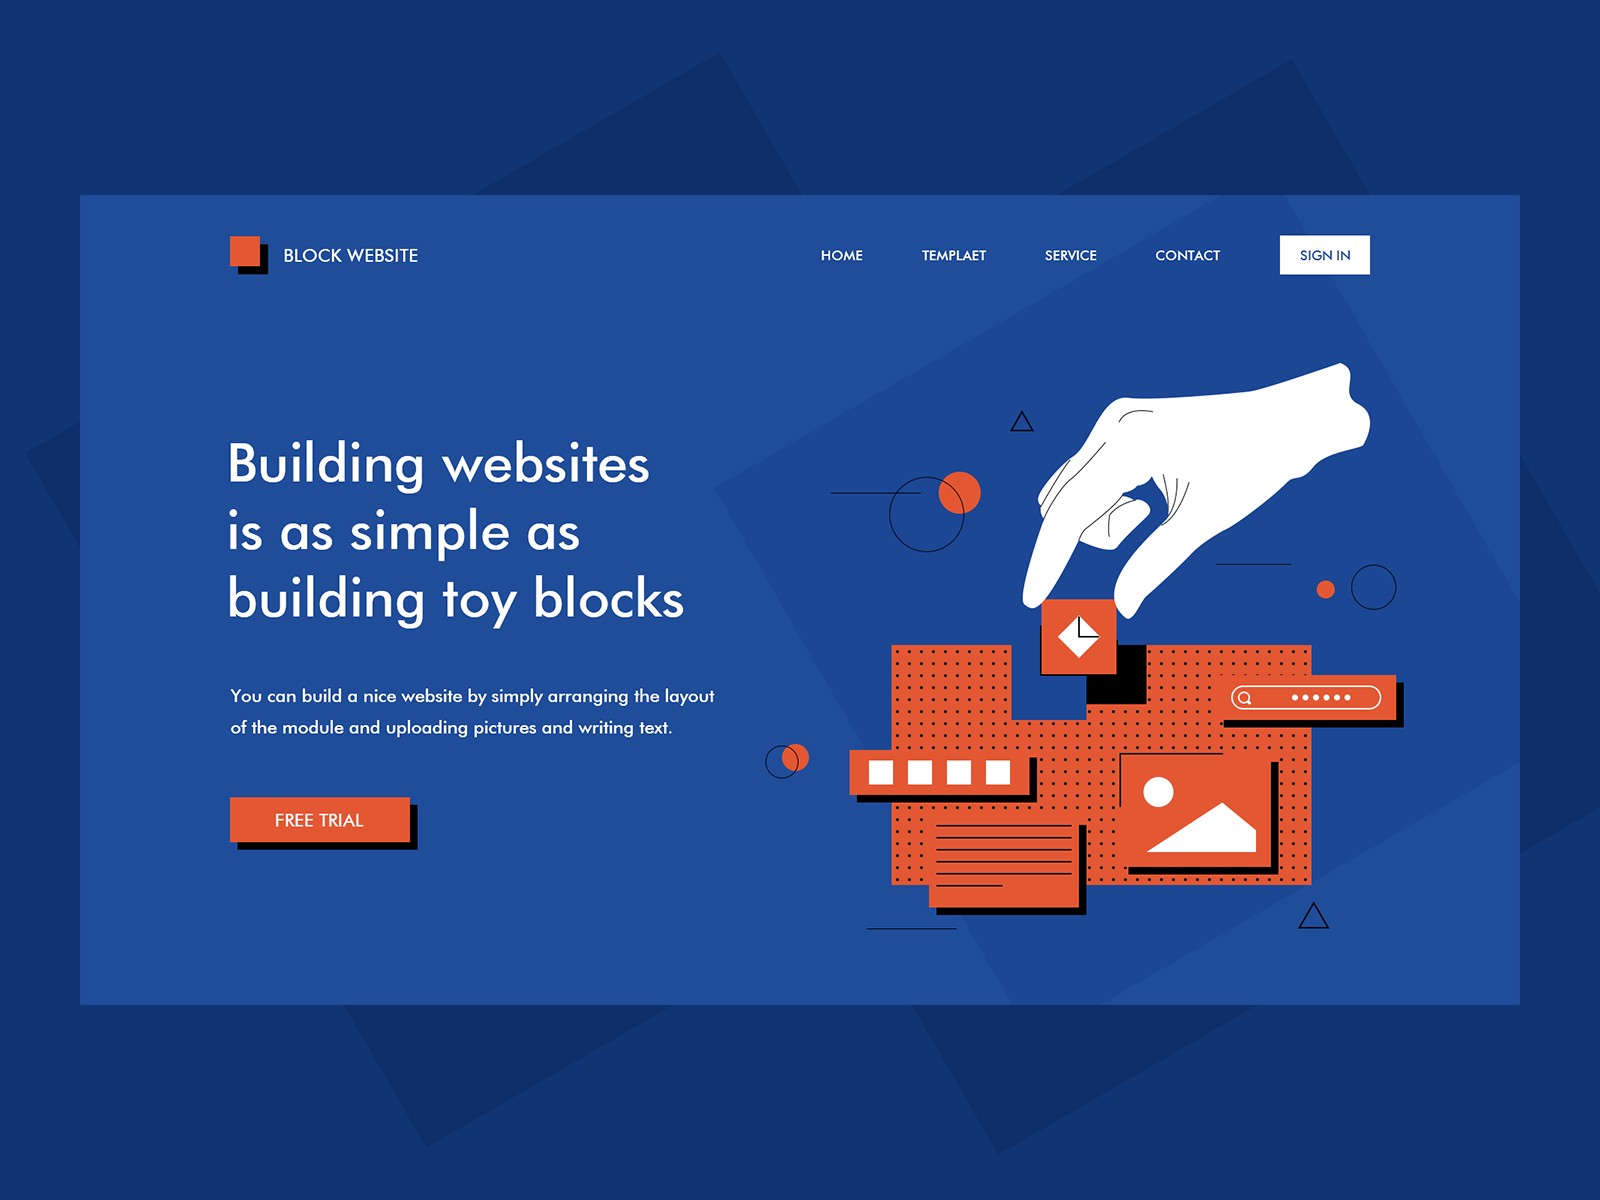 BLOCK WEBSITE
HOME TEMPLAET SERVICE CONTACT SIGN IN
Building websites
is as simple as
building toy blocks
You can build a nice website by simply arranging the layout
of the module and uploading pictures and writing text.
FREE TRIAL